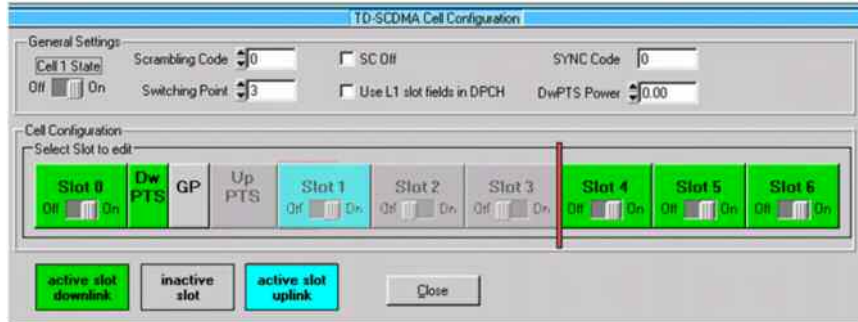 TD-SCDMA Cell Configuration
General Settings
Cell 1 State
Off On
Scrambling Code 0
SC Off
SYNC Code 0
Switching Point 3
Use L1 slot fields in DPCH
DwPTS Power 0.00
Cell Configuration
Select Slot to edit
Slot 0
Off On
Dw PTS
GP
Up PTS
Slot 1
Off On
Slot 2
Off On
Slot 3
Off On
Slot 4
Off On
Slot 5
Off On
Slot 6
Off On
active slot
downlink
inactive
slot
active slot
uplink
Close